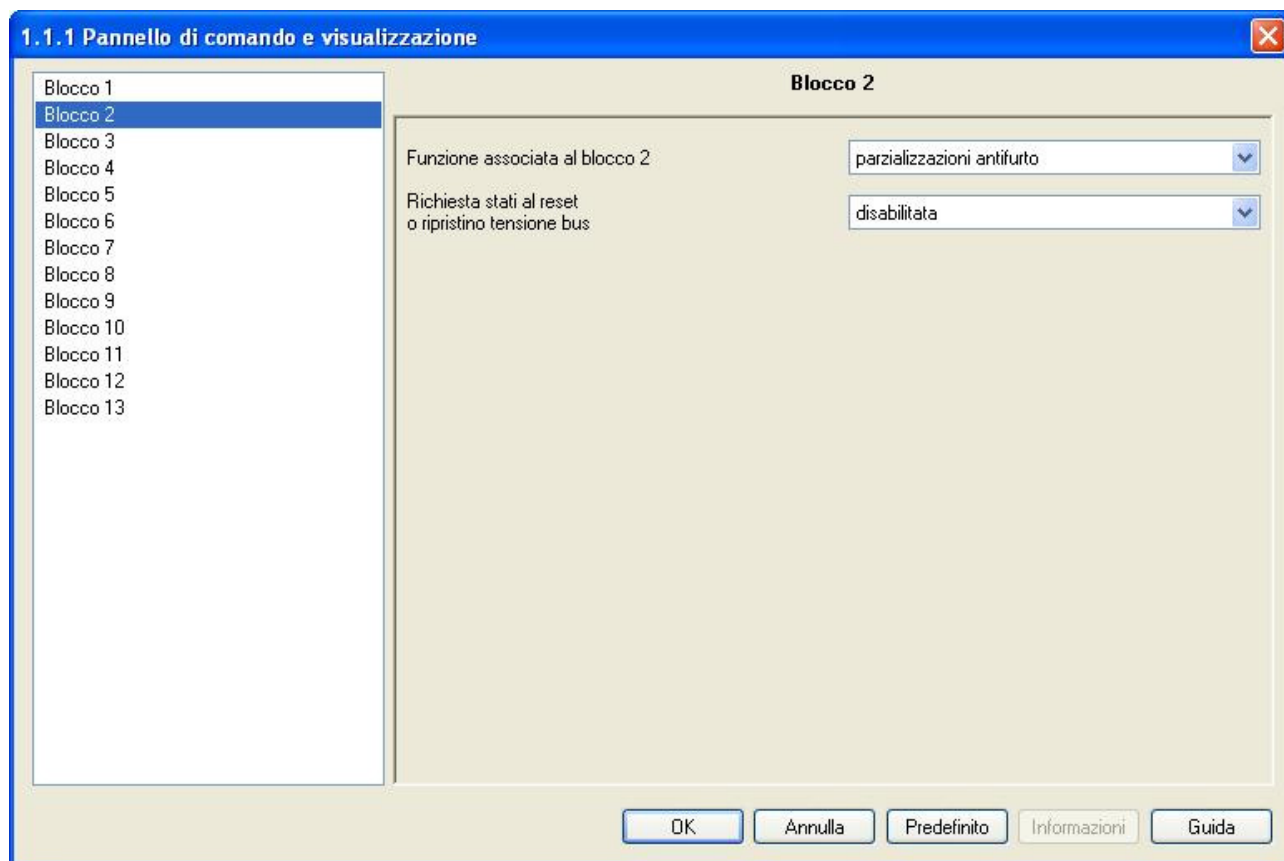 1.1.1 Pannello di comando e visualizzazione
Blocco 1
Blocco 2
Blocco 3
Blocco 4
Blocco 5
Blocco 6
Blocco 7
Blocco 8
Blocco 9
Blocco 10
Blocco 11
Blocco 12
Blocco 13
Blocco 2
Funzione associata al blocco 2
parzializzazioni antifurto
Richiesta stati al reset
o ripristino tensione bus
disabilitata
OK
Annulla
Predefinito
Informazioni
Guida